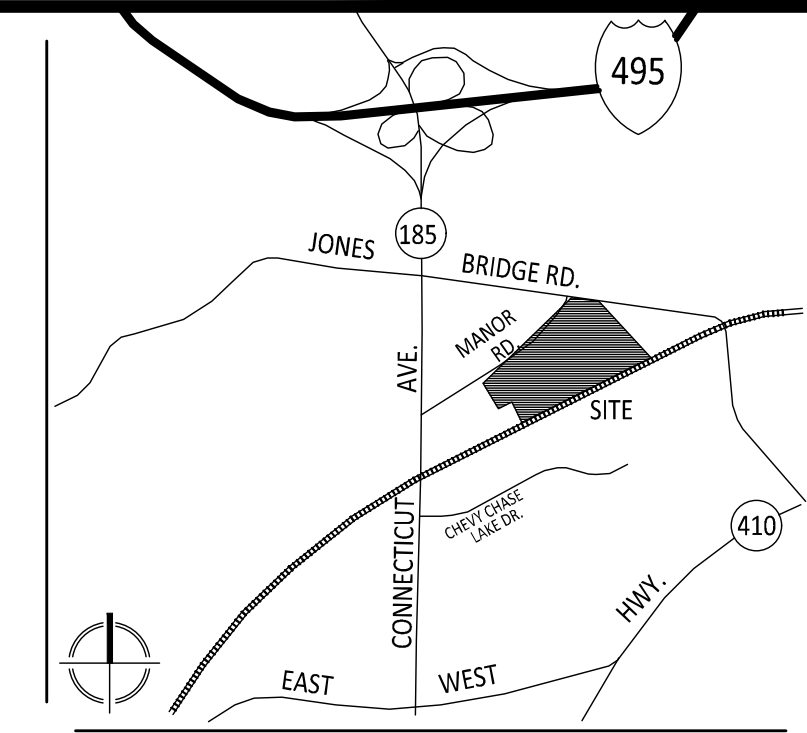 495
185
JONES
BRIDGE RD.
MANOR
RD.
AVE.
SITE
CHEVY CHASE
LAKE DR.
CONNECTICUT
410
HWY.
EAST
WEST